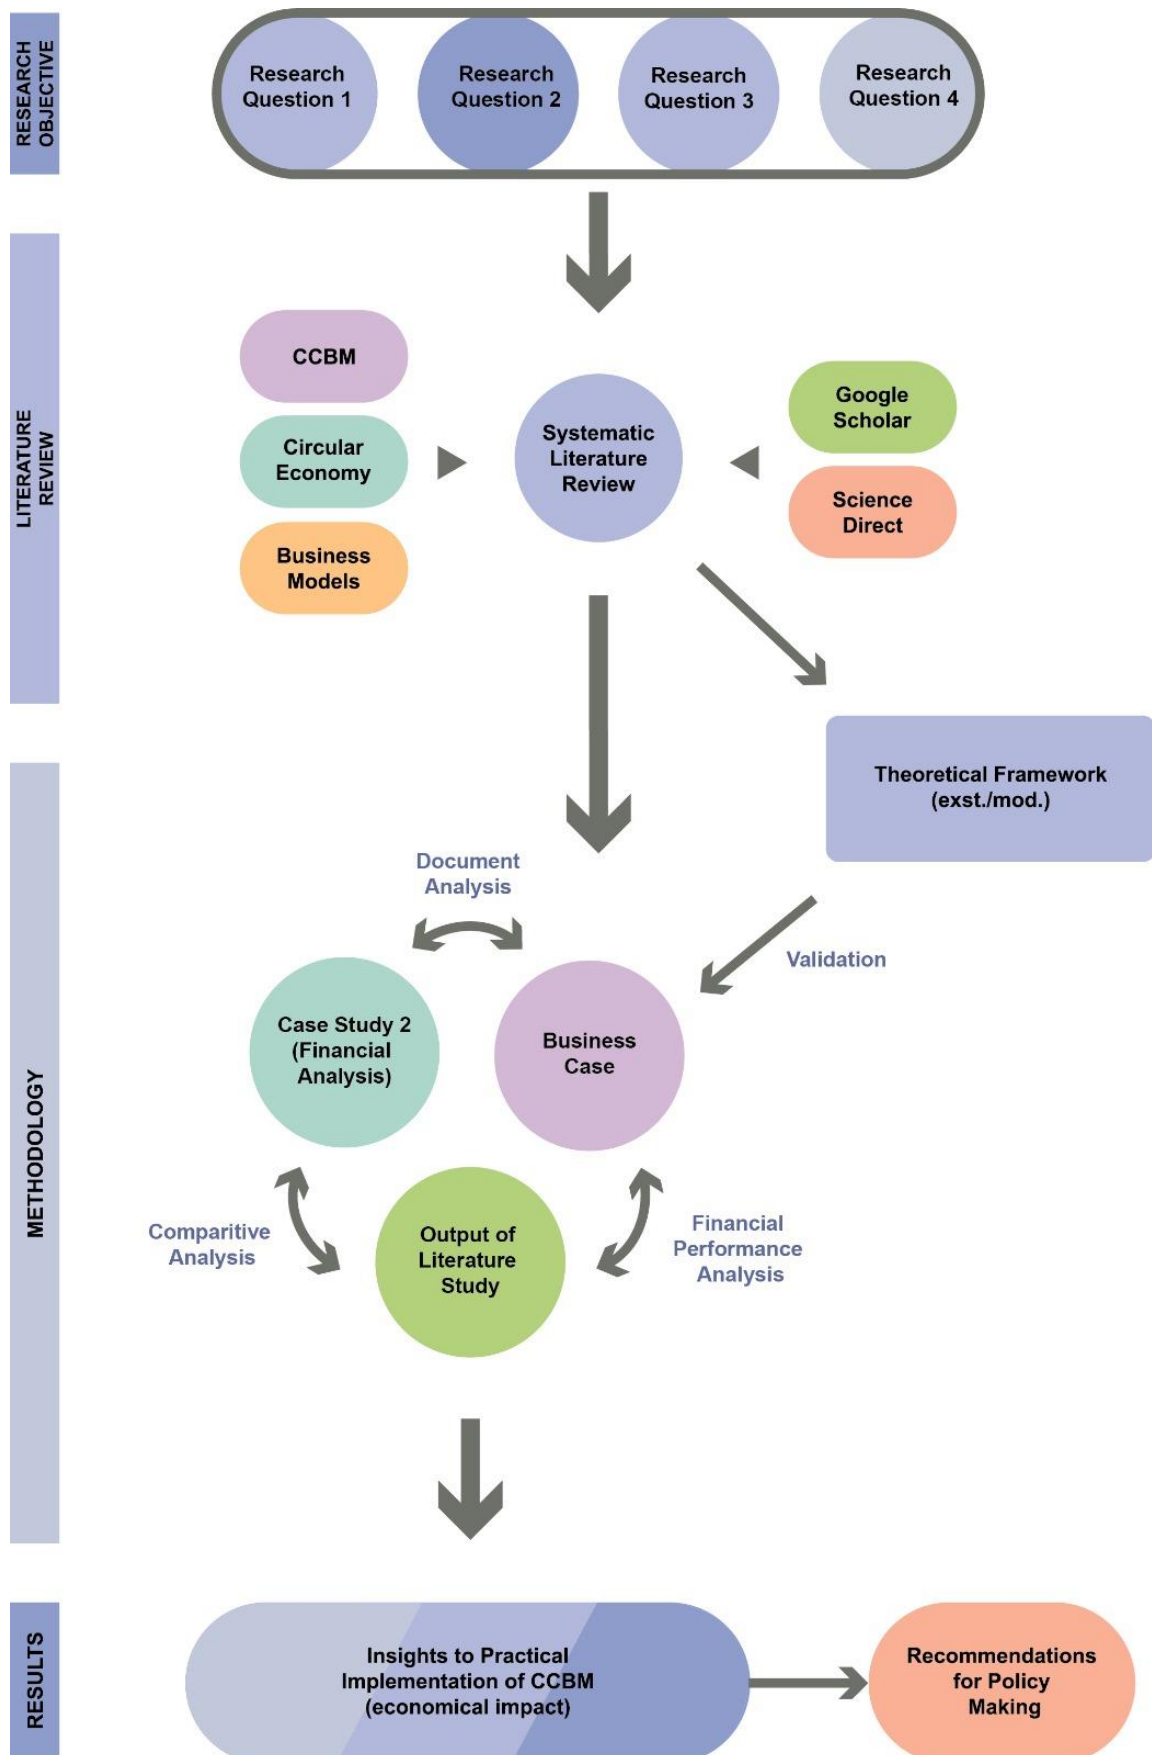 RESEARCH
OBJECTIVE
Research
Question 1
Research
Question 2
Research
Question 3
Research
Question 4
LITERATURE
REVIEW
CCBM
Circular
Economy
Business
Models
Systematic
Literature
Review
Google
Scholar
Science
Direct
Theoretical Framework
(exst./mod.)
METHODOLOGY
Document
Analysis
Validation
Case Study 2
(Financial
Analysis)
Business
Case
Comparitive
Analysis
Output of
Literature
Study
Financial
Performance
Analysis
RESULTS
Insights to Practical
Implementation of CCBM
(economical impact)
Recommendations
for Policy
Making